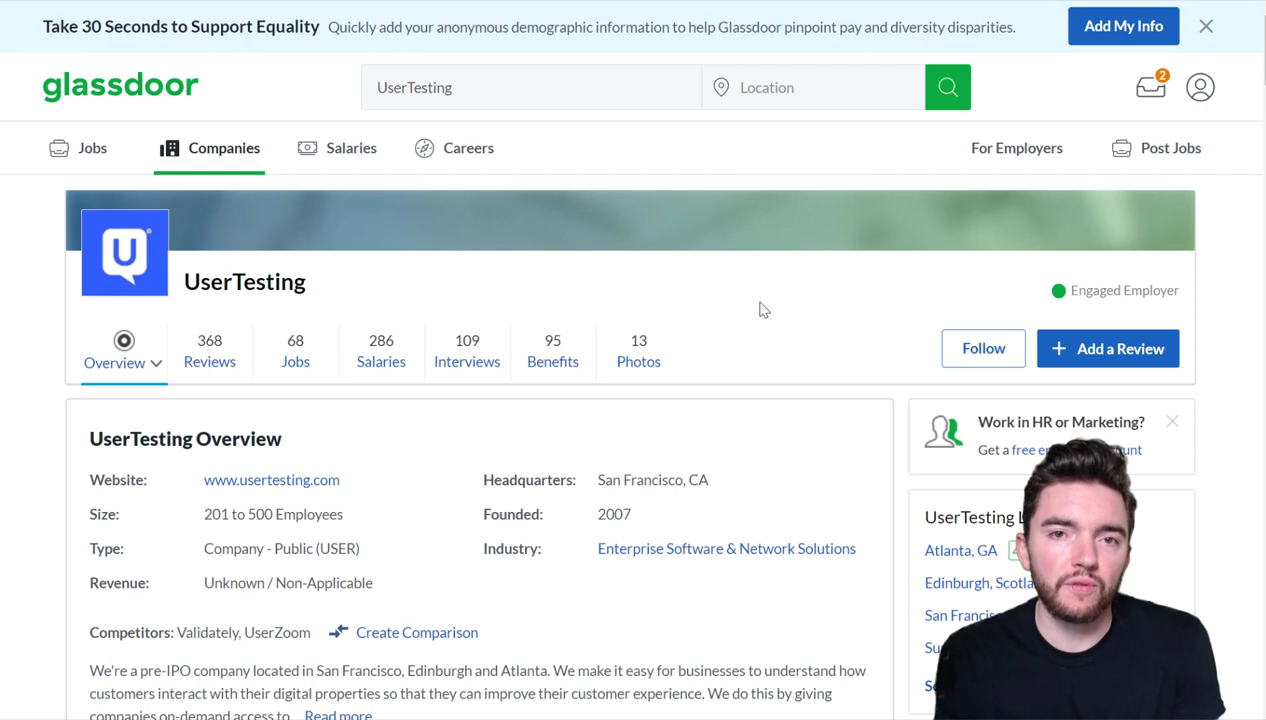 Take 30 Seconds to Support Equality Quickly add your anonymous demographic information to help Glassdoor pinpoint pay and diversity disparities. Add My Info
glassdoor UserTesting Location 2
Jobs Companies Salaries Careers For Employers Post Jobs
U
UserTesting
Engaged Employer
Overview
368 Reviews
68 Jobs
286 Salaries
109 Interviews
95 Benefits
13 Photos
Follow + Add a Review
UserTesting Overview
Website: www.usertesting.com
Headquarters: San Francisco, CA
Size: 201 to 500 Employees
Founded: 2007
Type: Company - Public (USER)
Industry: Enterprise Software & Network Solutions
Revenue: Unknown / Non-Applicable
Competitors: Validately, UserZoom Create Comparison
We're a pre-IPO company located in San Francisco, Edinburgh and Atlanta. We make it easy for businesses to understand how
customers interact with their digital properties so that they can improve their customer experience. We do this by giving
companies on-demand access to... Read more
Work in HR or Marketing?
Get a free
UserTesting
Atlanta, GA
Edinburgh,
San